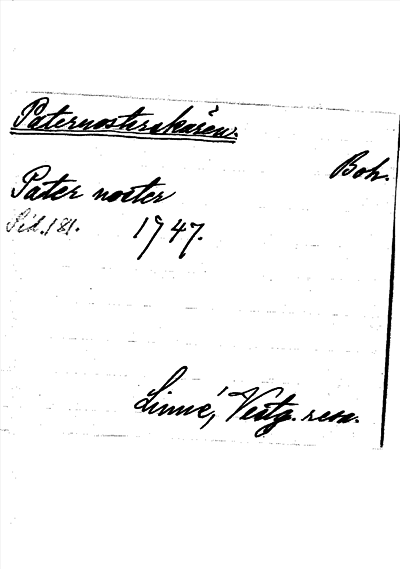 Paternosterskären.
Boh.
Pater noster
Sid. 181. 1747.
Linné, Västg. resa.